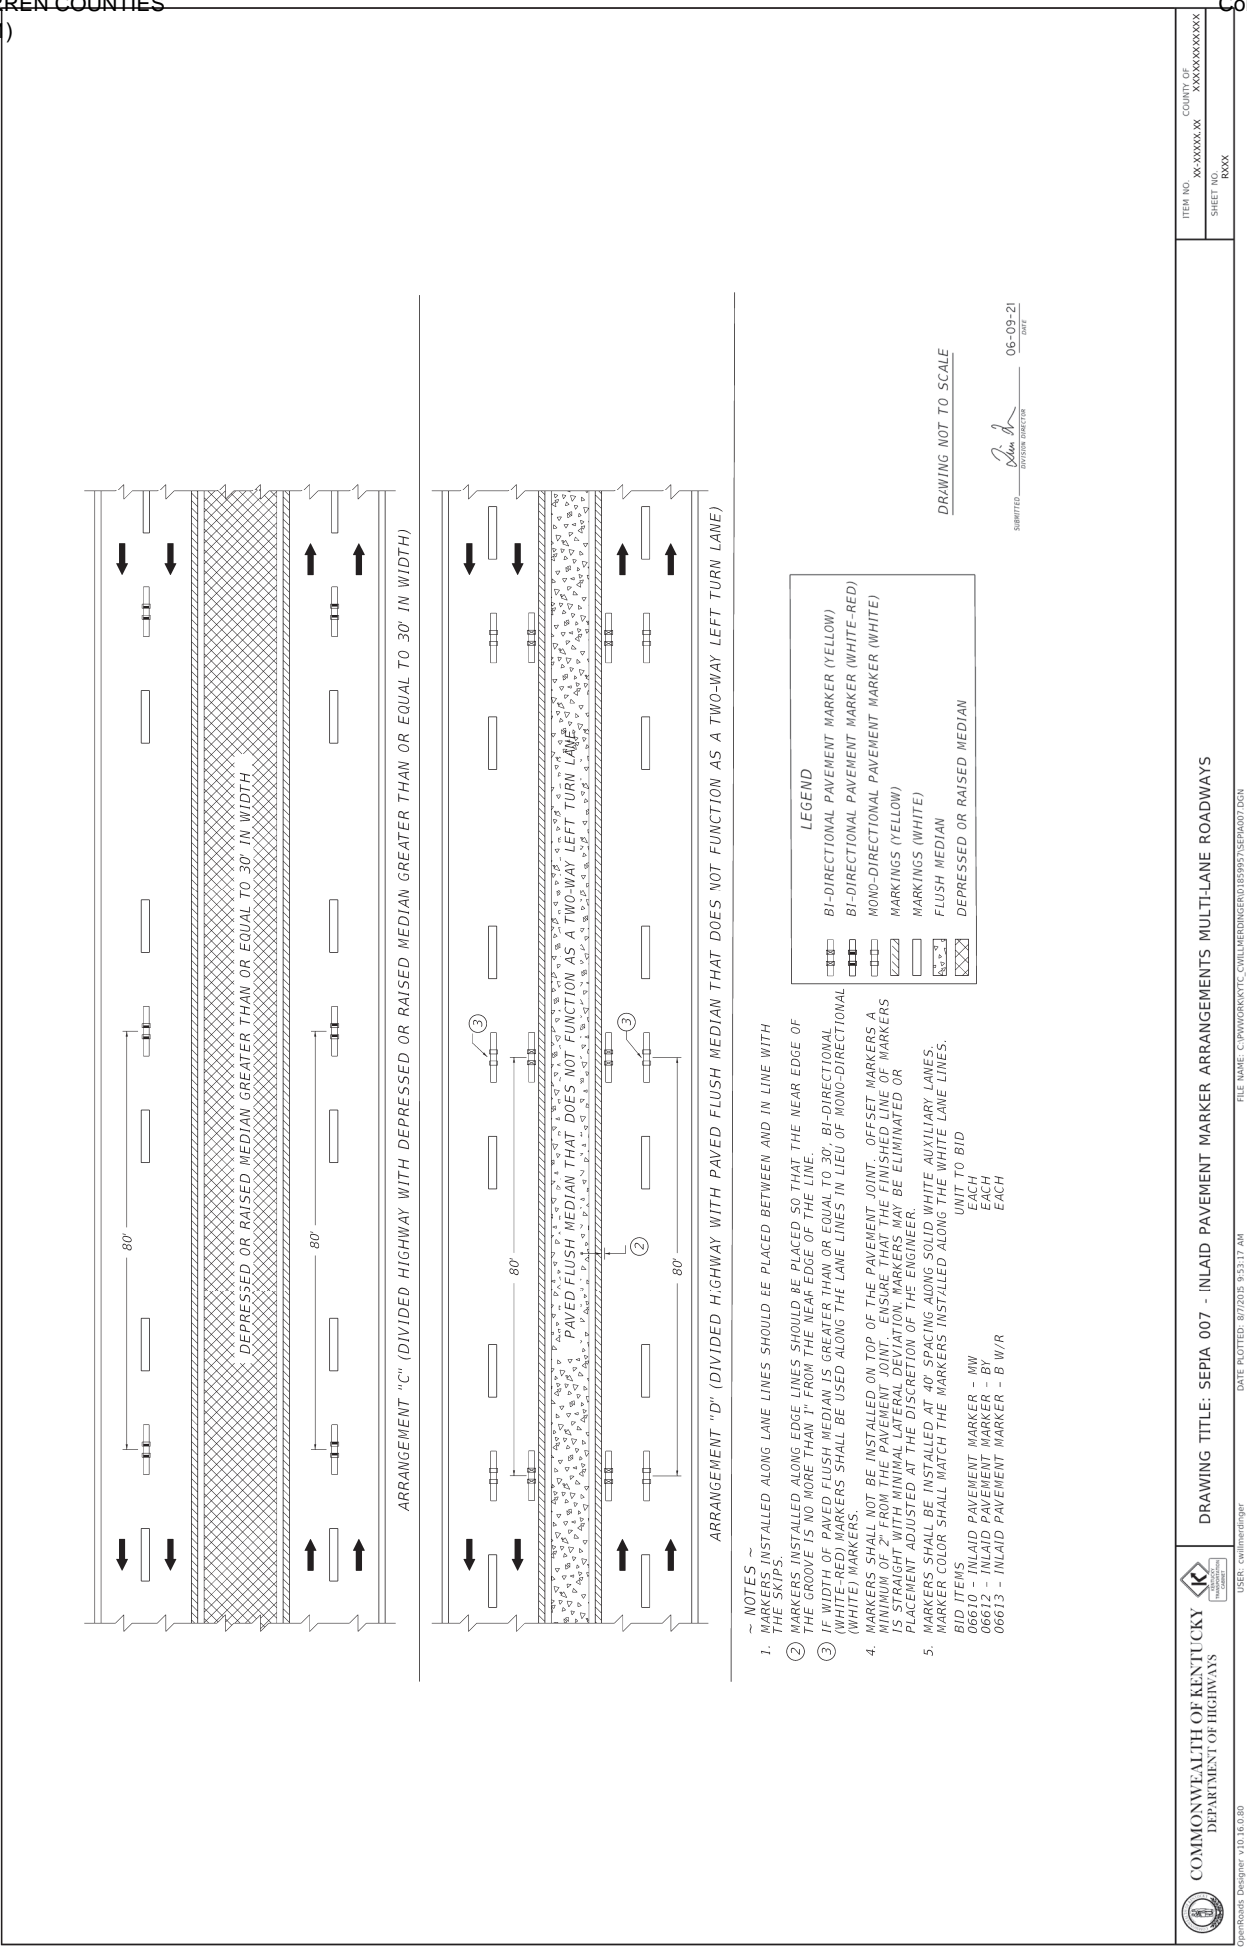 RREN COUNTIES
Co
)
80'
DEPRESSED OR RAISED MEDIAN GREATER THAN OR EQUAL TO 30' IN WIDTH
80'
ARRANGEMENT "C" (DIVIDED HIGHWAY WITH DEPRESSED OR RAISED MEDIAN GREATER THAN OR EQUAL TO 30' IN WIDTH)
3
80'
PAVED FLUSH MEDIAN THAT DOES NOT FUNCTION AS A TWO-WAY LEFT TURN LANE
3
2
80'
ARRANGEMENT "D" (DIVIDED HIGHWAY WITH PAVED FLUSH MEDIAN THAT DOES NOT FUNCTION AS A TWO-WAY LEFT TURN LANE)
~ NOTES ~
1. MARKERS INSTALLED ALONG LANE LINES SHOULD BE PLACED BETWEEN AND IN LINE WITH
THE SKIPS.
2 MARKERS INSTALLED ALONG EDGE LINES SHOULD BE PLACED SO THAT THE NEAR EDGE OF
THE GROOVE IS NO MORE THAN 1" FROM THE NEAR EDGE OF THE LINE.
3 IF WIDTH OF PAVED FLUSH MEDIAN IS GREATER THAN OR EQUAL TO 30', BI-DIRECTIONAL
(WHITE-RED) MARKERS SHALL BE USED ALONG THE LANE LINES IN LIEU OF MONO-DIRECTIONAL
(WHITE) MARKERS.
4. MARKERS SHALL NOT BE INSTALLED ON TOP OF THE PAVEMENT JOINT. OFFSET MARKERS A
MINIMUM OF 2" FROM THE PAVEMENT JOINT. ENSURE THAT THE FINISHED LINE OF MARKERS
IS STRAIGHT WITH MINIMAL LATERAL DEVIATION. MARKERS MAY BE ELIMINATED OR
PLACEMENT ADJUSTED AT THE DISCRETION OF THE ENGINEER.
5. MARKERS SHALL BE INSTALLED AT 40' SPACING ALONG SOLID WHITE AUXILIARY LANES.
MARKER COLOR SHALL MATCH THE MARKERS INSTALLED ALONG THE WHITE LANE LINES.
BID ITEMS UNIT TO BID
06610 - INLAID PAVEMENT MARKER - MW EACH
06612 - INLAID PAVEMENT MARKER - BY EACH
06613 - INLAID PAVEMENT MARKER - B W/R EACH
LEGEND
BI-DIRECTIONAL PAVEMENT MARKER (YELLOW)
BI-DIRECTIONAL PAVEMENT MARKER (WHITE-RED)
MONO-DIRECTIONAL PAVEMENT MARKER (WHITE)
MARKINGS (YELLOW)
MARKINGS (WHITE)
FLUSH MEDIAN
DEPRESSED OR RAISED MEDIAN
DRAWING NOT TO SCALE
SUBMITTED 06-09-21
DIVISION DIRECTOR DATE
COMMONWEALTH OF KENTUCKY
DEPARTMENT OF HIGHWAYS
KENTUCKY
TRANSPORTATION
CABINET
DRAWING TITLE: SEPIA 007 - INLAID PAVEMENT MARKER ARRANGEMENTS MULTI-LANE ROADWAYS
ITEM NO. COUNTY OF
XX-XXXXX.XX XXXXXXXXXXXXX
SHEET NO.
RXXX
OpenRoads Designer v10.16.0.80 USER: cwillmerdinger DATE PLOTTED: 8/7/2015 9:53:17 AM FILE NAME: C:\PWWORK\KYTC_CWILLMERDINGER\D1859957\SEPIA007.DGN